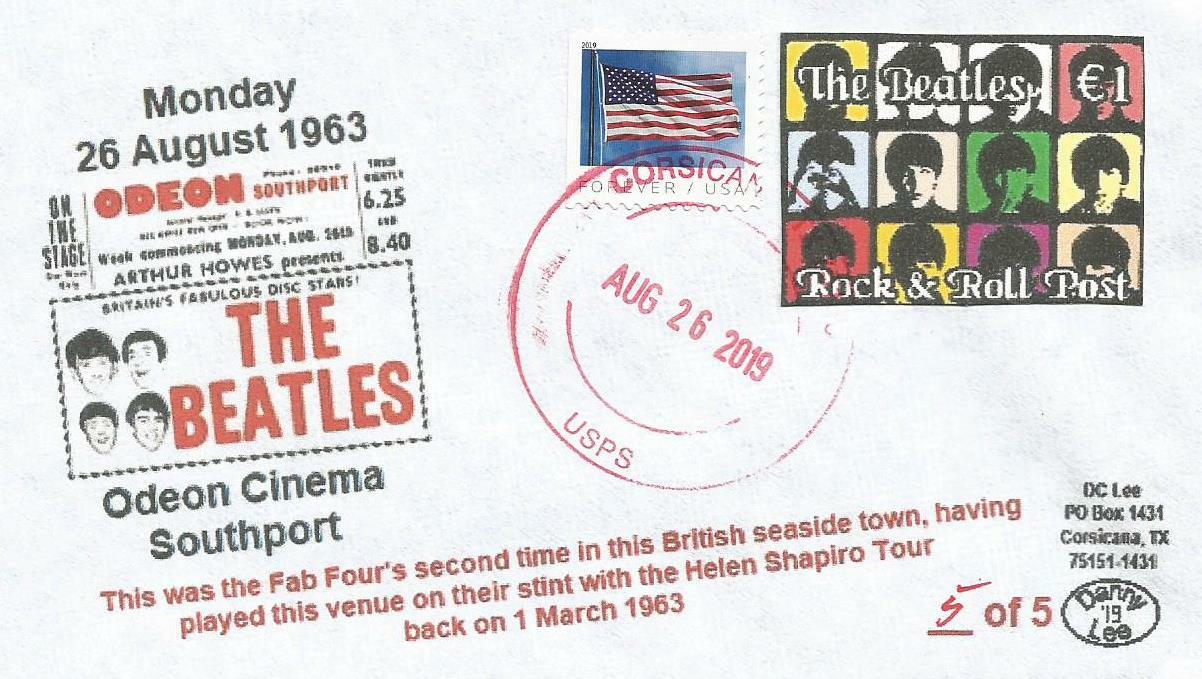 Monday
26 August 1963
ON THE STAGE
ODEON
SOUTHPORT
6.25
AND
8.40
Week commencing MONDAY, AUG. 26th
ARTHUR HOWES presents
BRITAIN'S FABULOUS DISC STARS!
THE
BEATLES
Odeon Cinema
Southport
2019
FOREVER / USA
CORSICAN
AUG 26 2019
USPS
The Beatles €1
Rock & Roll Post
This was the Fab Four's second time in this British seaside town, having
played this venue on their stint with the Helen Shapiro Tour
back on 1 March 1963
DC Lee
PO Box 1431
Corsicana, TX
75151-1431
5 of 5
Danny
'19
Lee